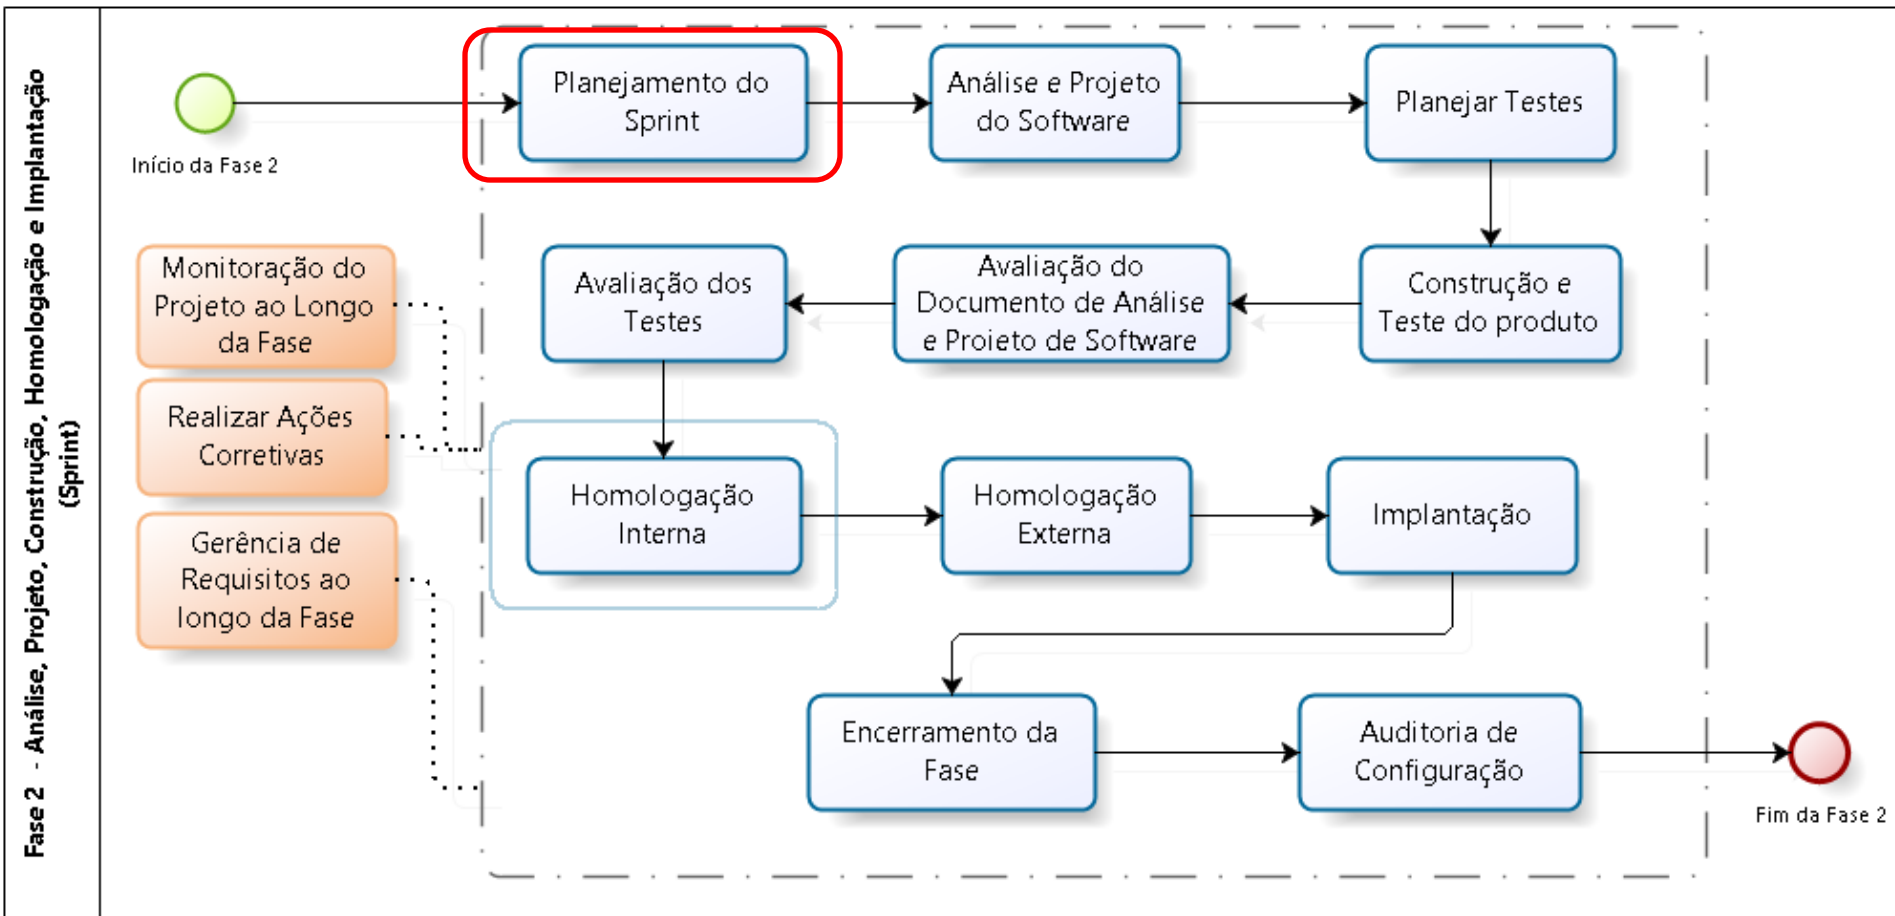 Fase 2 - Análise, Projeto, Construção, Homologação e Implantação
(Sprint)
Início da Fase 2
Planejamento do
Sprint
Análise e Projeto
do Software
Planejar Testes
Monitoração do
Projeto ao Longo
da Fase
Avaliação dos
Testes
Avaliação do
Documento de Análise
e Projeto de Software
Construção e
Teste do produto
Realizar Ações
Corretivas
Gerência de
Requisitos ao
longo da Fase
Homologação
Interna
Homologação
Externa
Implantação
Encerramento da
Fase
Auditoria de
Configuração
Fim da Fase 2